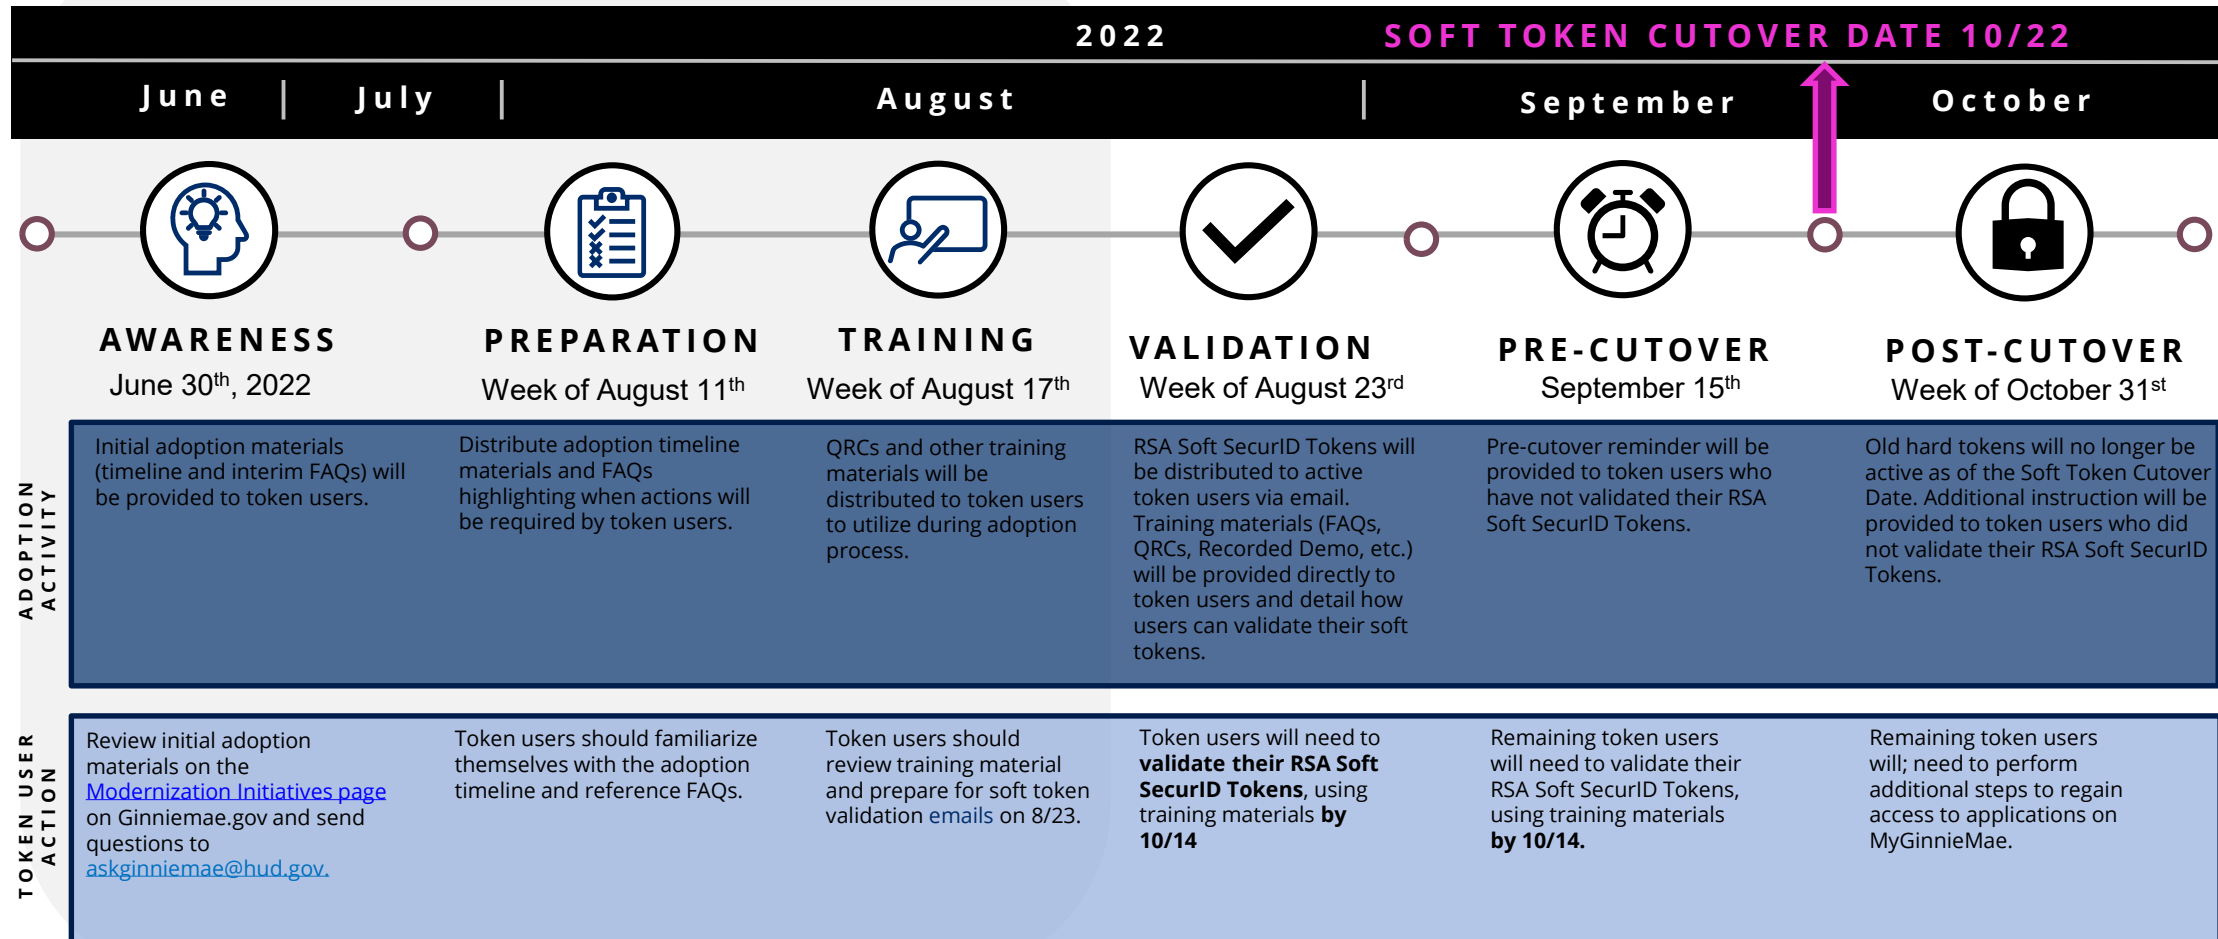 2022
SOFT TOKEN CUTOVER DATE 10/22
June
July
August
September
October
AWARENESS
June 30th, 2022
PREPARATION
Week of August 11th
TRAINING
Week of August 17th
VALIDATION
Week of August 23rd
PRE-CUTOVER
September 15th
POST-CUTOVER
Week of October 31st
ADOPTION
ACTIVITY
Initial adoption materials
(timeline and interim FAQs) will
be provided to token users.
Distribute adoption timeline
materials and FAQs
highlighting when actions will
be required by token users.
QRCs and other training
materials will be
distributed to token users
to utilize during adoption
process.
RSA Soft SecurID Tokens will
be distributed to active
token users via email.
Training materials (FAQs,
QRCs, Recorded Demo, etc.)
will be provided directly to
token users and detail how
users can validate their soft
tokens.
Pre-cutover reminder will be
provided to token users who
have not validated their RSA
Soft SecurID Tokens.
Old hard tokens will no longer be
active as of the Soft Token Cutover
Date. Additional instruction will be
provided to token users who did
not validate their RSA Soft SecurID
Tokens.
TOKEN USER
ACTION
Review initial adoption
materials on the
Modernization Initiatives page
on Ginniemae.gov and send
questions to
askginniemae@hud.gov.
Token users should familiarize
themselves with the adoption
timeline and reference FAQs.
Token users should
review training material
and prepare for soft token
validation emails on 8/23.
Token users will need to
validate their RSA Soft
SecurID Tokens, using
training materials by
10/14
Remaining token users
will need to validate their
RSA Soft SecurID Tokens,
using training materials
by 10/14.
Remaining token users
will; need to perform
additional steps to regain
access to applications on
MyGinnieMae.